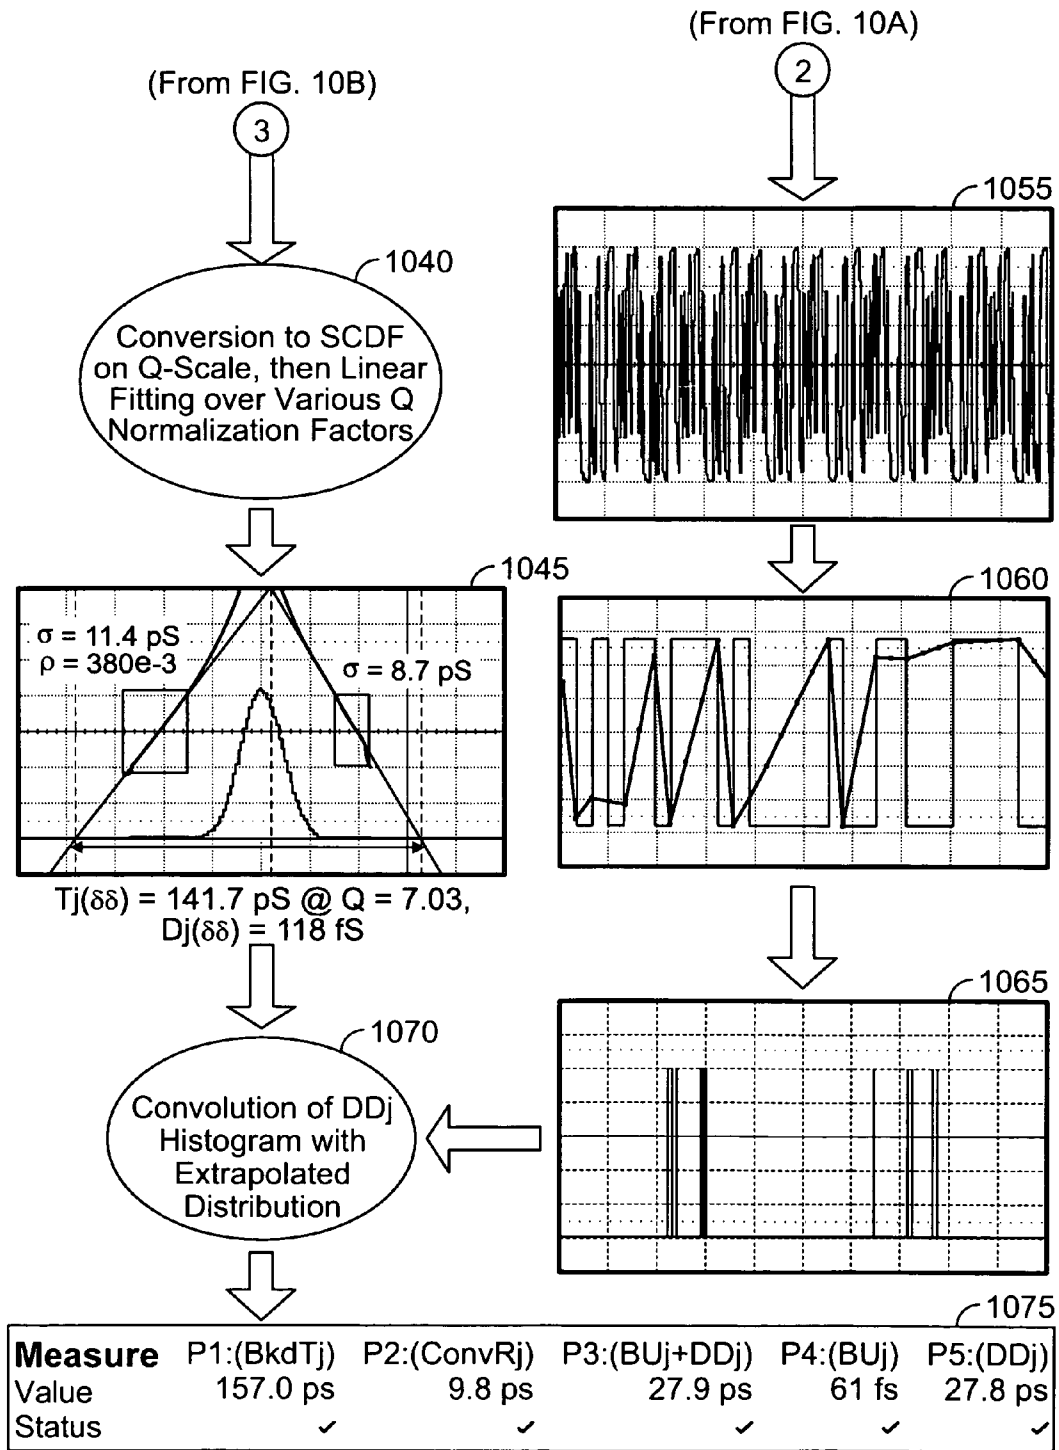 (From FIG. 10A)
2
(From FIG. 10B)
3
1055
1040
Conversion to SCDF
on Q-Scale, then Linear
Fitting over Various Q
Normalization Factors
1045
1060
σ = 11.4 pS
ρ = 380e-3
σ = 8.7 pS
Tj(δδ) = 141.7 pS @ Q = 7.03,
Dj(δδ) = 118 fS
1065
1070
Convolution of DDj
Histogram with
Extrapolated
Distribution
1075
Measure P1:(BkdTj) P2:(ConvRj) P3:(BUj+DDj) P4:(BUj) P5:(DDj)
Value 157.0 ps 9.8 ps 27.9 ps 61 fs 27.8 ps
Status ✓ ✓ ✓ ✓ ✓